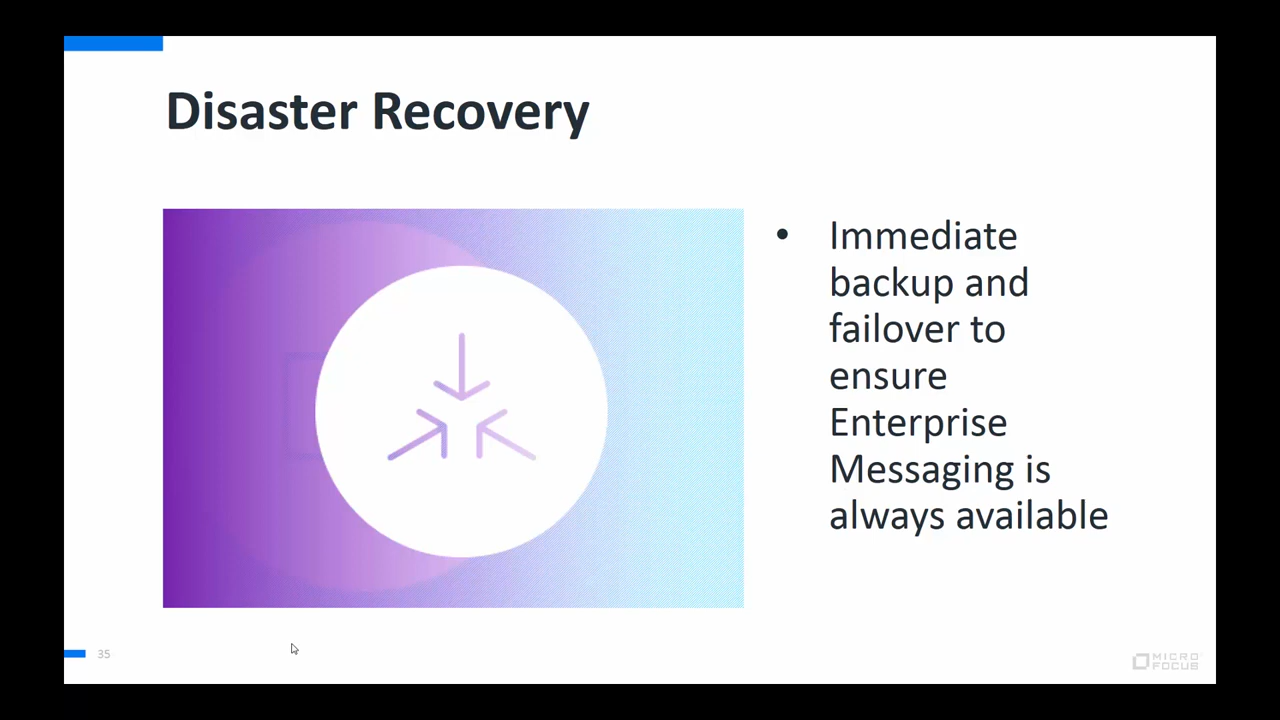 Disaster Recovery
• Immediate
backup and
failover to
ensure
Enterprise
Messaging is
always available
35
MICRO
FOCUS